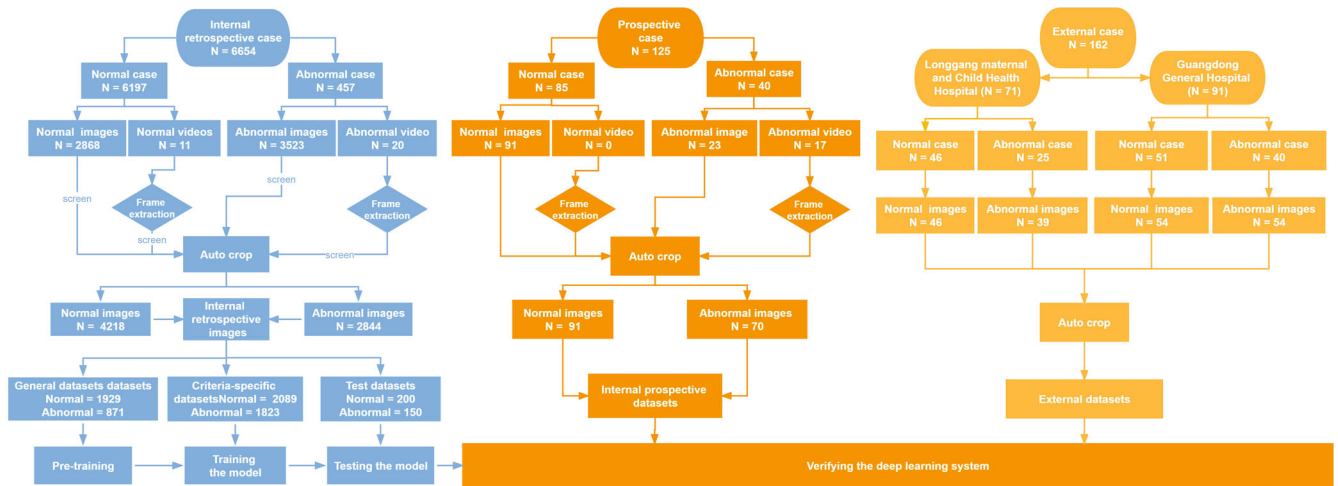 Internal
retrospective case
N = 6654
Normal case
N = 6197
Abnormal case
N = 457
Normal images
N = 2868
Normal videos
N = 11
Abnormal images
N = 3523
Abnormal video
N = 20
screen
screen
Frame
extraction
Frame
extraction
screen
screen
Auto crop
Normal images
N = 4218
Internal
retrospective
images
Abnormal images
N =2844
General datasets datasets
Normal = 1929
Abnormal = 871
Criteria-specific
datasetsNormal = 2089
Abnormal = 1823
Test datasets
Normal = 200
Abnormal = 150
Pre-training
Training
the model
Testing the model
Prospective
case
N = 125
Normal case
N = 85
Abnormal case
N = 40
Normal images
N = 91
Normal video
N = 0
Abnormal image
N = 23
Abnormal video
N = 17
Frame
extraction
Frame
extraction
Auto crop
Normal images
N = 91
Abnormal images
N = 70
Internal prospective
datasets
External case
N = 162
Longgang maternal
and Child Health
Hospital (N = 71)
Guangdong
General Hospital
(N = 91)
Normal case
N = 46
Abnormal case
N = 25
Normal case
N = 51
Abnormal case
N = 40
Normal images
N = 46
Abnormal images
N = 39
Normal images
N = 54
Abnormal images
N = 54
Auto crop
External datasets
Verifying the deep learning system